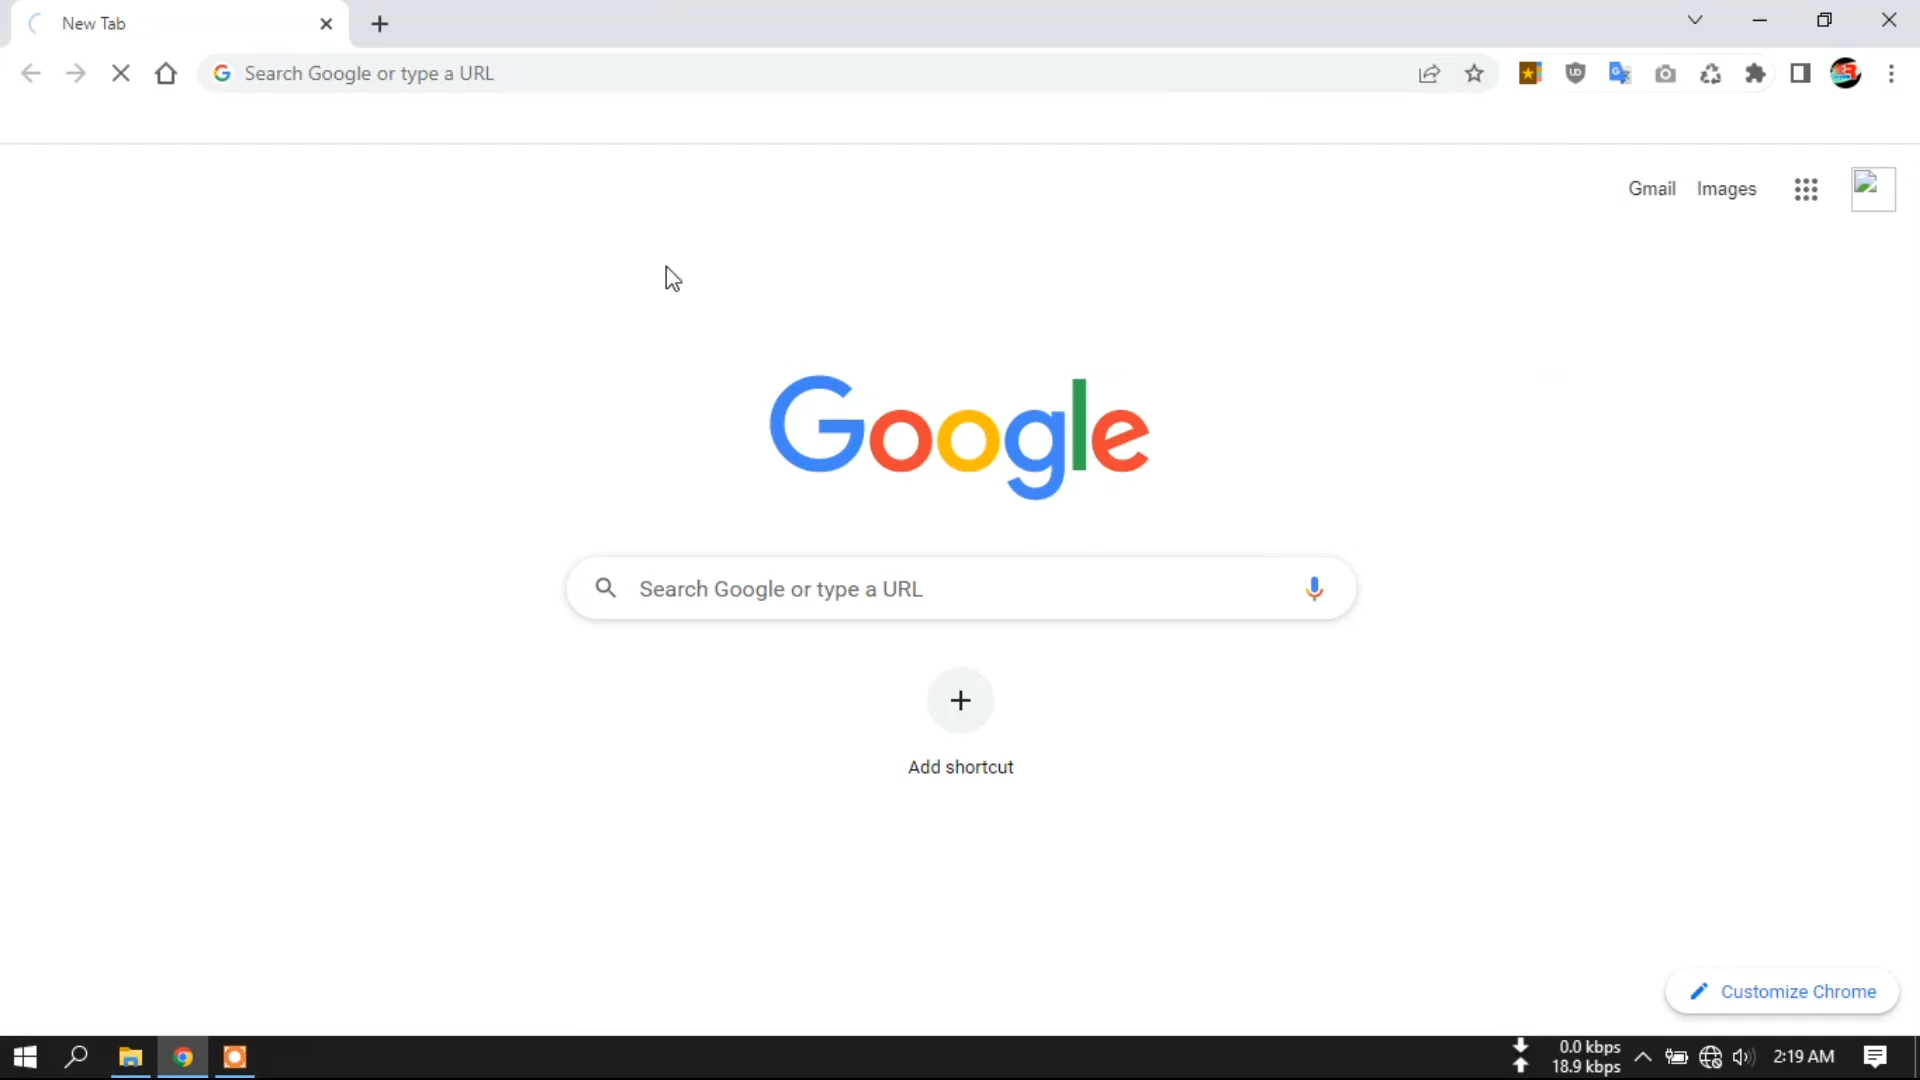 New Tab
Search Google or type a URL
Gmail Images
Google
Search Google or type a URL
Add shortcut
Customize Chrome
0.0 kbps
18.9 kbps
2:19 AM